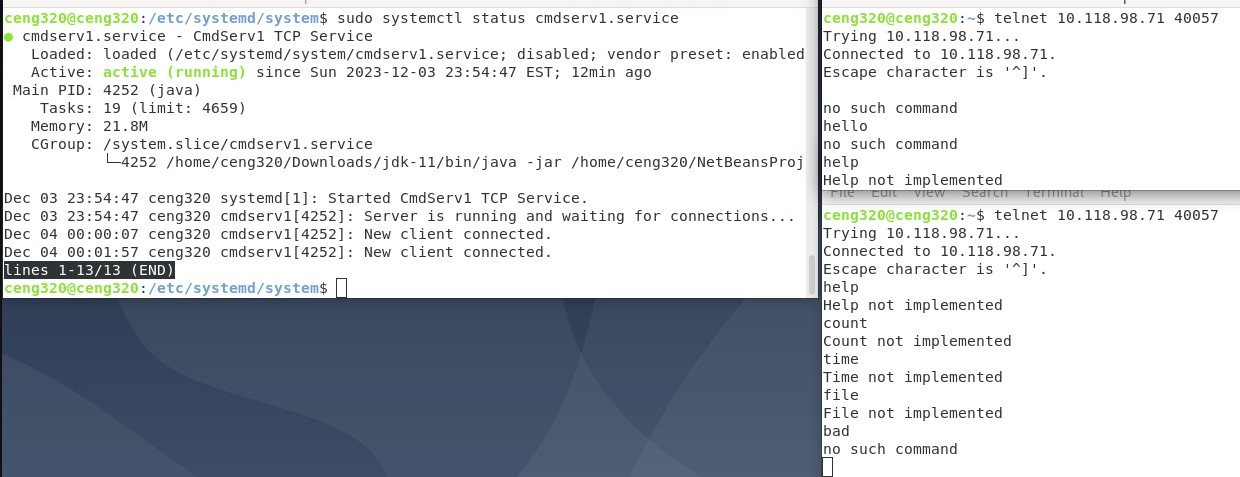 ceng320@ceng320:/etc/systemd/system$ sudo systemctl status cmdserv1.service
● cmdserv1.service - CmdServ1 TCP Service
   Loaded: loaded (/etc/systemd/system/cmdserv1.service; disabled; vendor preset: enabled
   Active: active (running) since Sun 2023-12-03 23:54:47 EST; 12min ago
 Main PID: 4252 (java)
    Tasks: 19 (limit: 4659)
   Memory: 21.8M
   CGroup: /system.slice/cmdserv1.service
           └─4252 /home/ceng320/Downloads/jdk-11/bin/java -jar /home/ceng320/NetBeansProj
Dec 03 23:54:47 ceng320 systemd[1]: Started CmdServ1 TCP Service.
Dec 03 23:54:47 ceng320 cmdserv1[4252]: Server is running and waiting for connections...
Dec 04 00:00:07 ceng320 cmdserv1[4252]: New client connected.
Dec 04 00:01:57 ceng320 cmdserv1[4252]: New client connected.
lines 1-13/13 (END)
ceng320@ceng320:/etc/systemd/system$
ceng320@ceng320:~$ telnet 10.118.98.71 40057
Trying 10.118.98.71...
Connected to 10.118.98.71.
Escape character is '^]'.
no such command
hello
no such command
help
Help not implemented
File Edit View Search Terminal Help
ceng320@ceng320:~$ telnet 10.118.98.71 40057
Trying 10.118.98.71...
Connected to 10.118.98.71.
Escape character is '^]'.
help
Help not implemented
count
Count not implemented
time
Time not implemented
file
File not implemented
bad
no such command